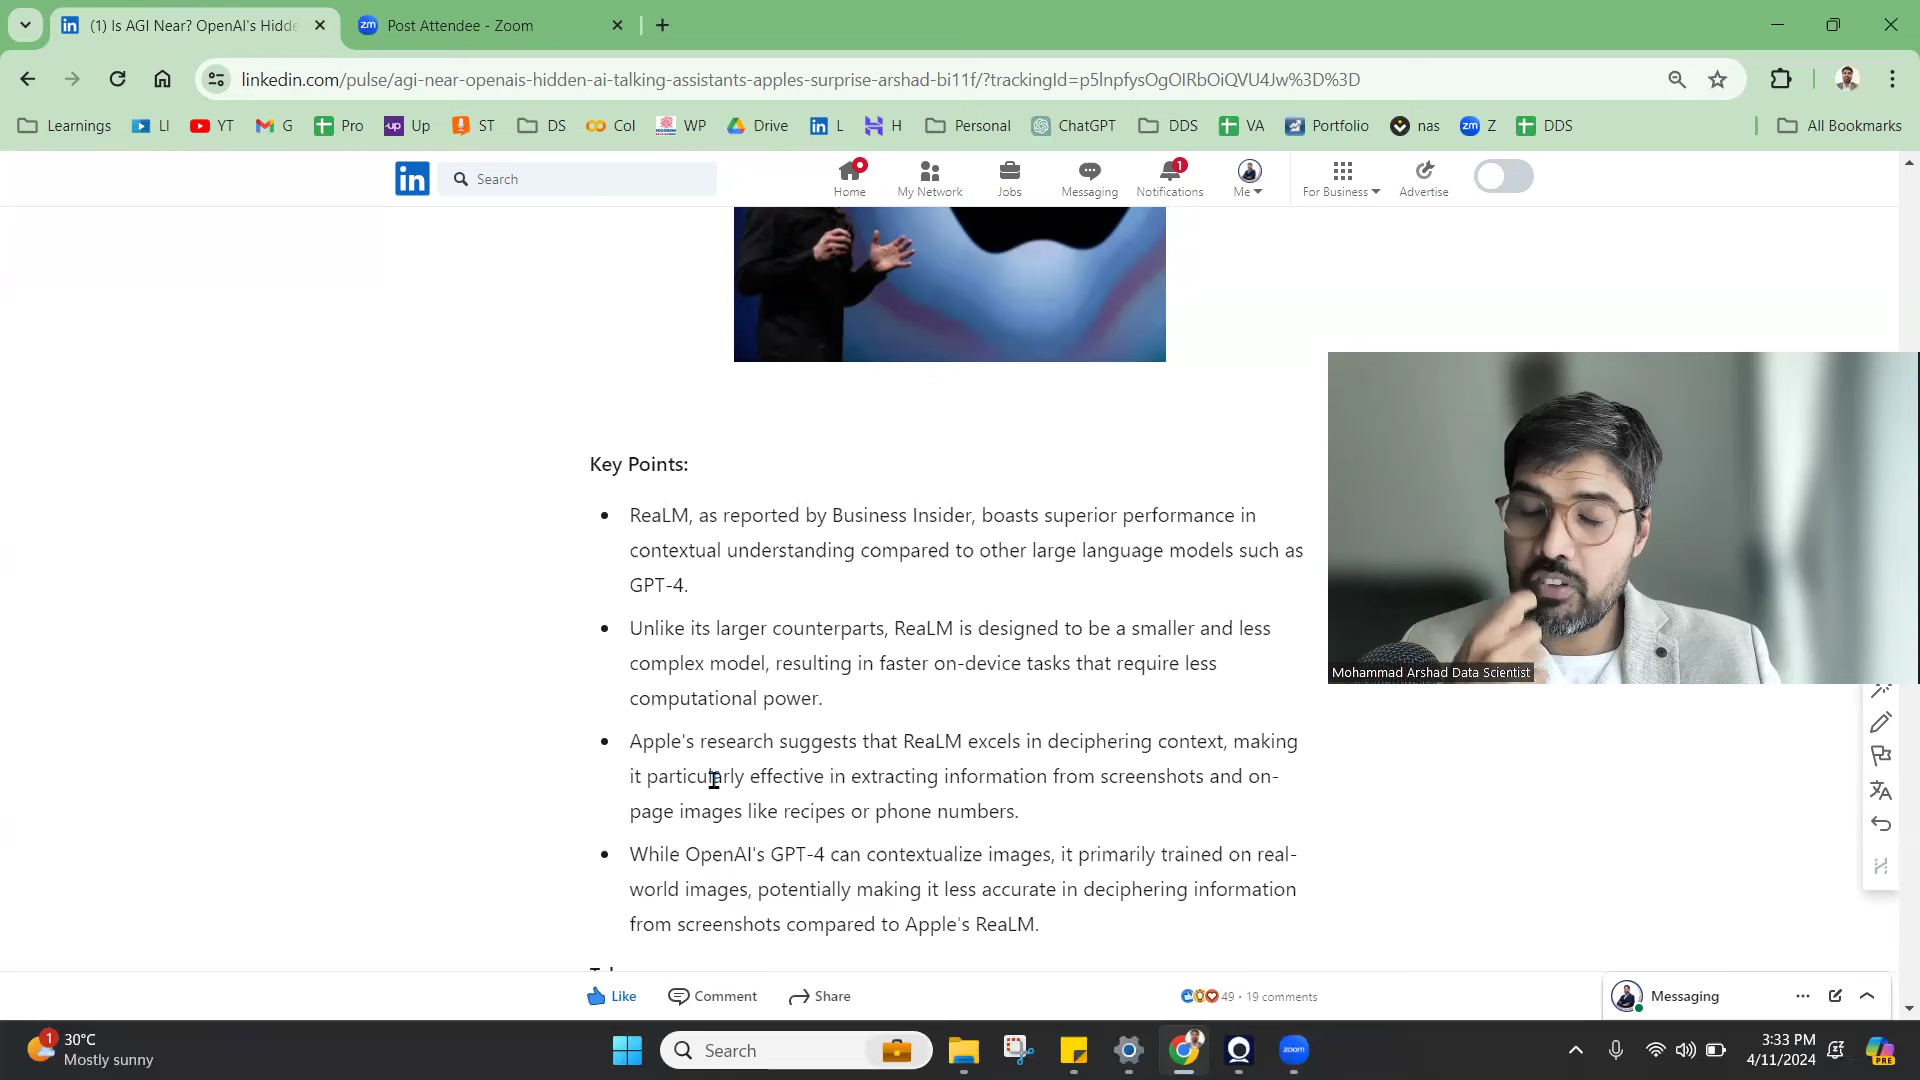 (1) Is AGI Near? OpenAI's Hidde
Post Attendee - Zoom
linkedin.com/pulse/agi-near-openais-hidden-ai-talking-assistants-apples-surprise-arshad-bi11f/?trackingId=p5lnpfysOgOIRbOiQVU4Jw%3D%3D
Learnings LI YT G Pro Up ST DS Col WP Drive L H Personal ChatGPT DDS VA Portfolio nas Z DDS All Bookmarks
Search
Home My Network Jobs Messaging 1 Notifications Me For Business Advertise
Key Points:
ReaLM, as reported by Business Insider, boasts superior performance in
contextual understanding compared to other large language models such as
GPT-4.
Unlike its larger counterparts, ReaLM is designed to be a smaller and less
complex model, resulting in faster on-device tasks that require less
computational power.
Apple's research suggests that ReaLM excels in deciphering context, making
it particularly effective in extracting information from screenshots and on-
page images like recipes or phone numbers.
While OpenAI's GPT-4 can contextualize images, it primarily trained on real-
world images, potentially making it less accurate in deciphering information
from screenshots compared to Apple's ReaLM.
Mohammad Arshad Data Scientist
Like Comment Share 49 • 19 comments
Messaging
1 30°C
Mostly sunny
Search
zoom
3:33 PM
4/11/2024
PRE